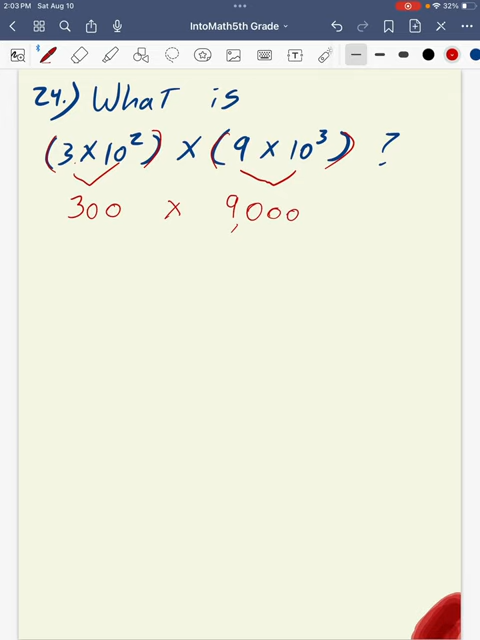 2:03 PM Sat Aug 10
32%
IntoMath5th Grade
24.) What is
(3 × 10²) × (9 × 10³) ?
300 × 9,000